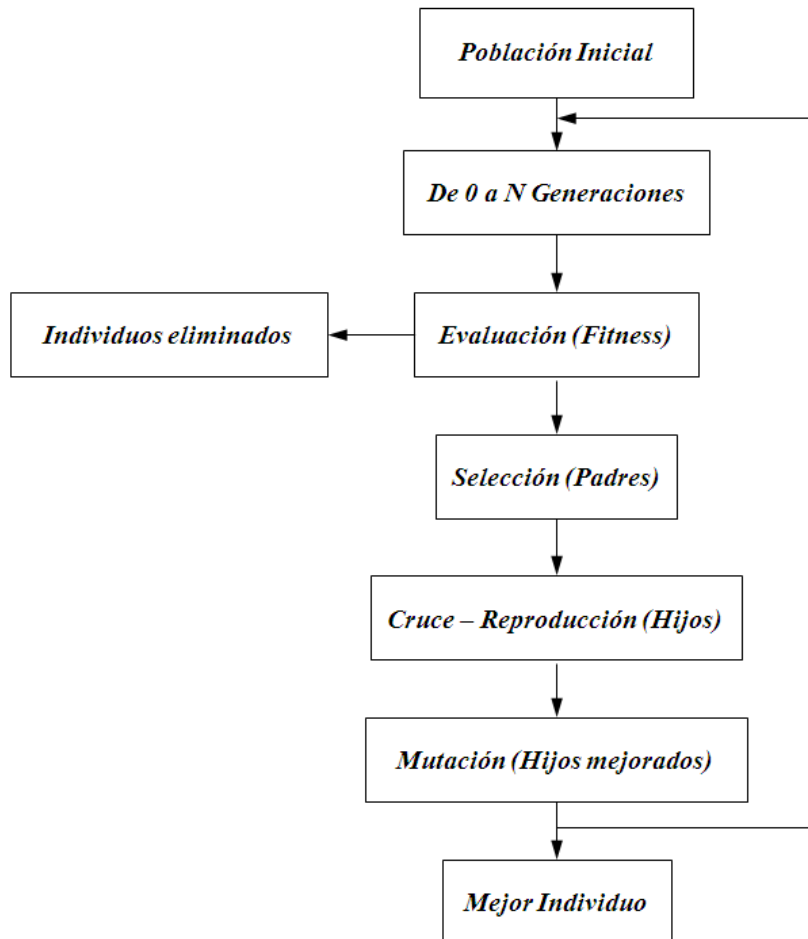 Población Inicial
De 0 a N Generaciones
Individuos eliminados
Evaluación (Fitness)
Selección (Padres)
Cruce – Reproducción (Hijos)
Mutación (Hijos mejorados)
Mejor Individuo